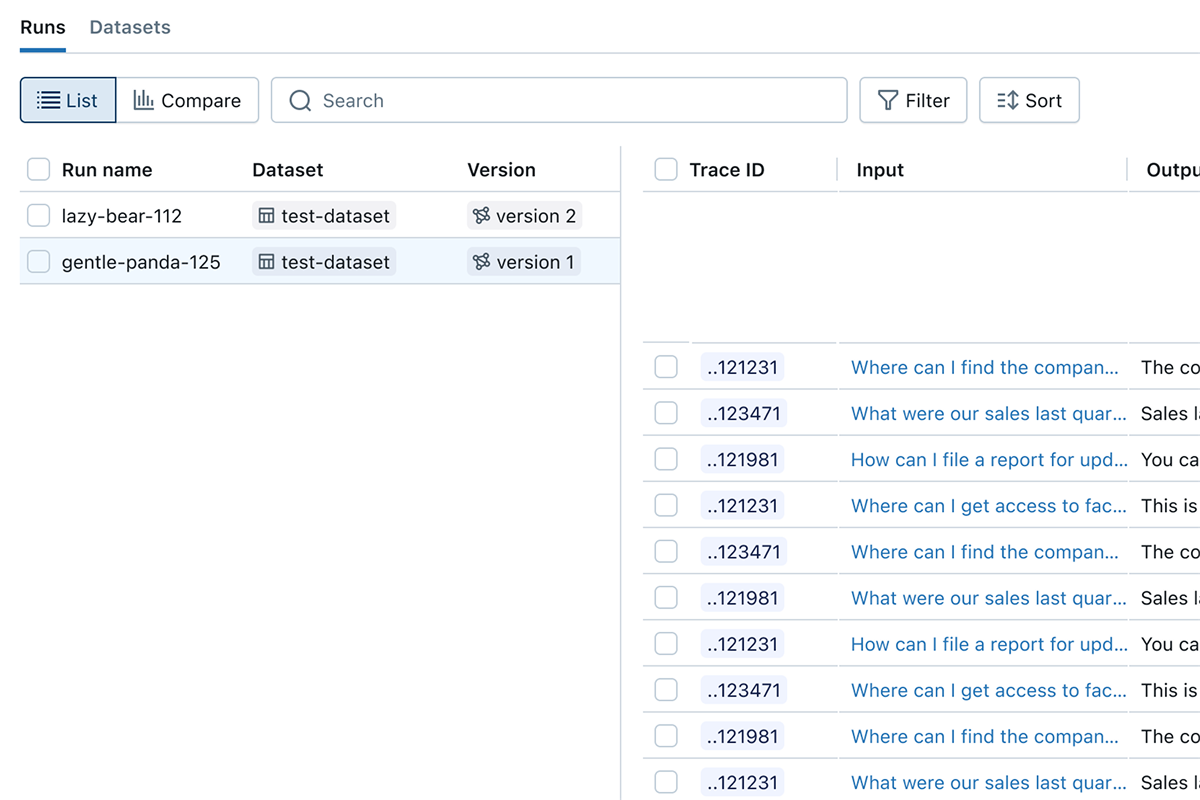 Runs Datasets
List Compare Search Filter Sort
Run name Dataset Version
lazy-bear-112 test-dataset version 2
gentle-panda-125 test-dataset version 1
Trace ID Input Outpu
..121231 Where can I find the compan... The co
..123471 What were our sales last quar... Sales la
..121981 How can I file a report for upd... You ca
..121231 Where can I get access to fac... This is
..123471 Where can I find the compan... The co
..121981 What were our sales last quar... Sales la
..121231 How can I file a report for upd... You ca
..123471 Where can I get access to fac... This is
..121981 Where can I find the compan... The co
..121231 What were our sales last quar... Sales la